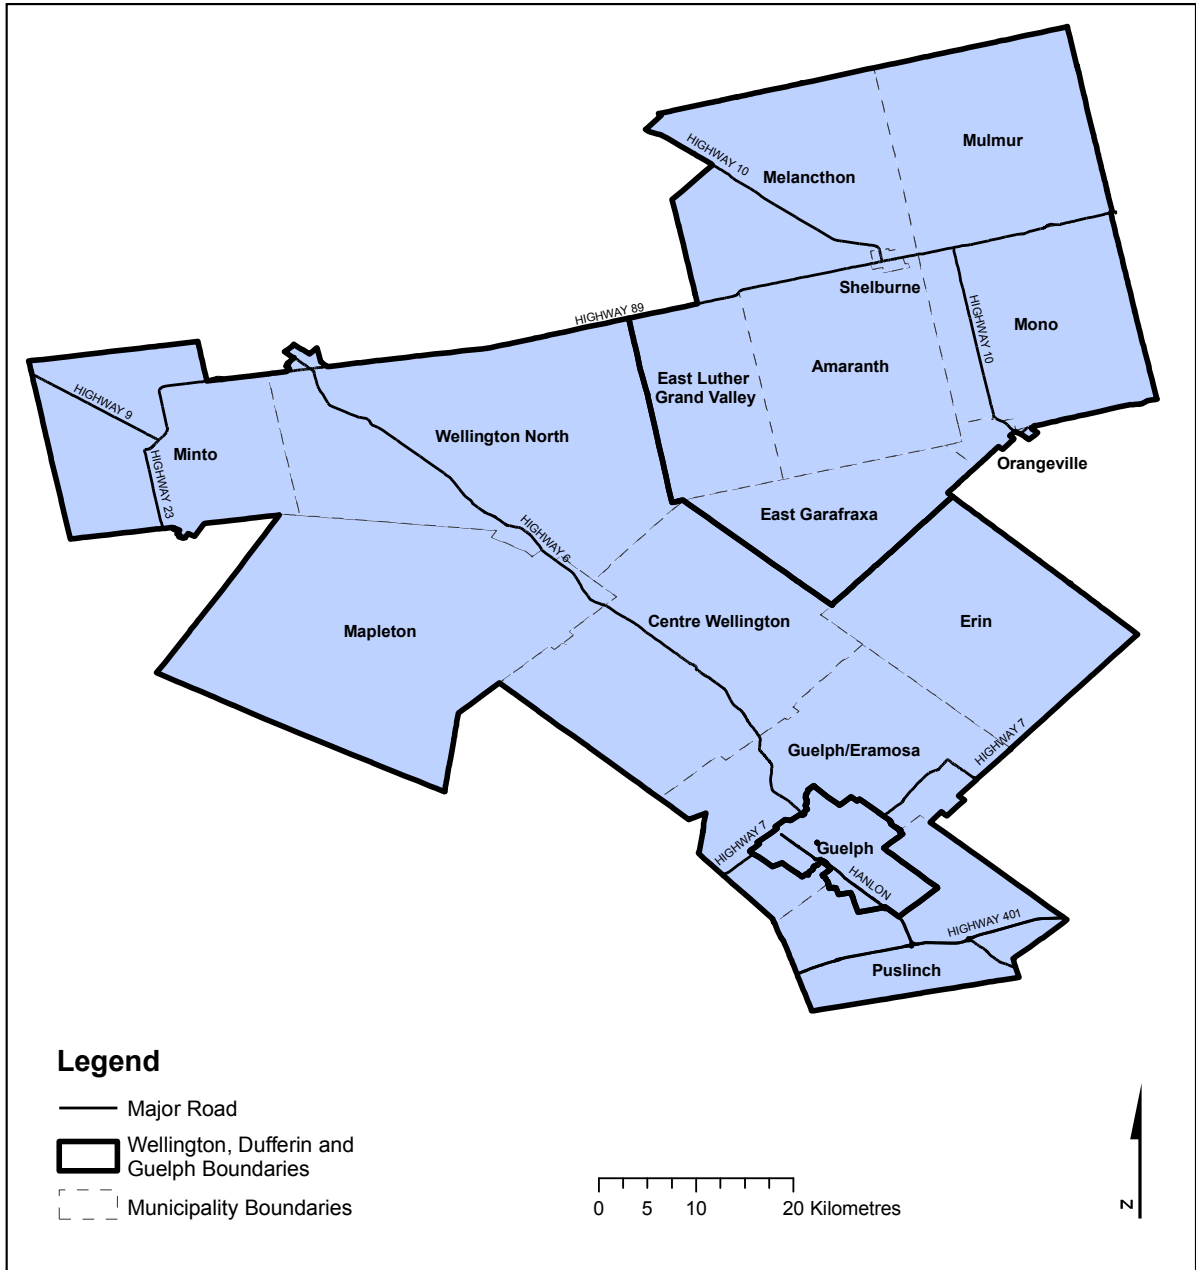 Mulmur
HIGHWAY 10
Melancthon
Shelburne
HIGHWAY 89
HIGHWAY 10
Mono
Amaranth
East Luther
Grand Valley
HIGHWAY 9
Wellington North
Minto
HIGHWAY 23
Orangeville
East Garafraxa
HIGHWAY 6
Mapleton
Centre Wellington
Erin
Guelph/Eramosa
HIGHWAY 7
HIGHWAY 7
Guelph
HANLON
HIGHWAY 401
Puslinch
Legend
Major Road
Wellington, Dufferin and
Guelph Boundaries
Municipality Boundaries
0 5 10 20 Kilometres
N